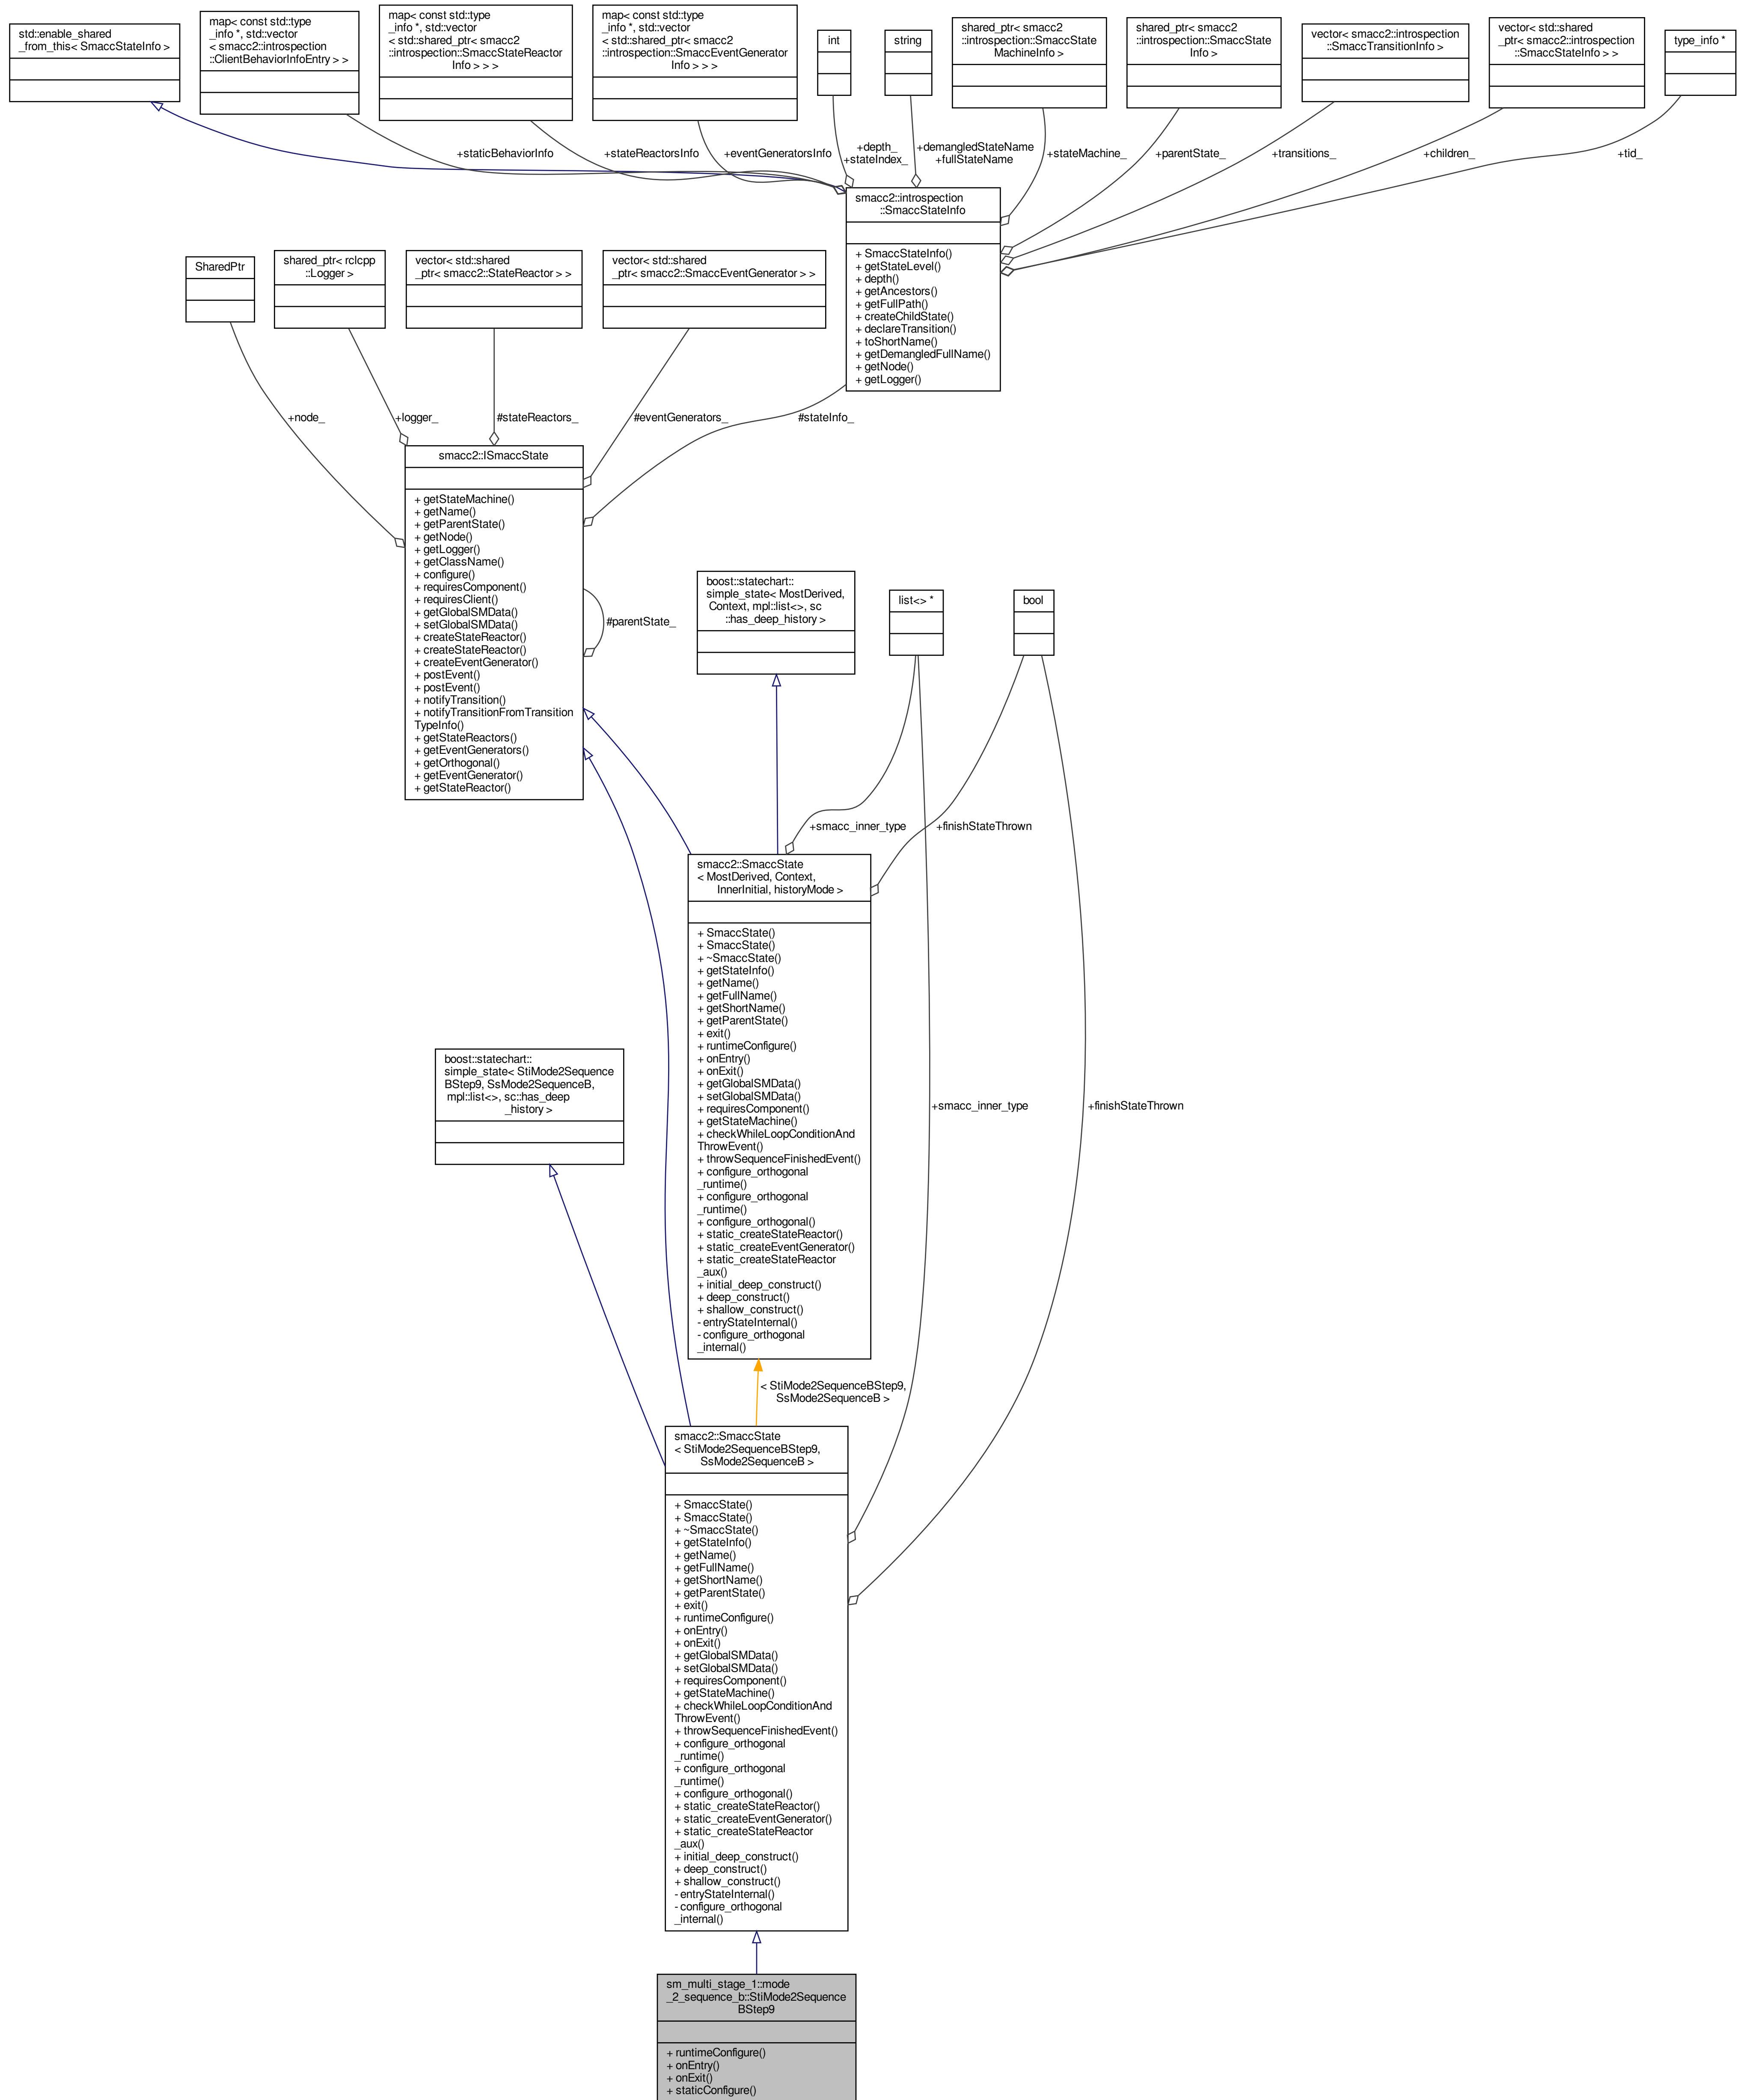 std::enable_shared
_from_this< SmaccStateInfo >
map< const std::type
_info *, std::vector
< smacc2::introspection
::ClientBehaviorInfoEntry > >
map< const std::type
_info *, std::vector
< std::shared_ptr< smacc2
::introspection::SmaccStateReactor
Info > > >
map< const std::type
_info *, std::vector
< std::shared_ptr< smacc2
::introspection::SmaccEventGenerator
Info > > >
int
string
shared_ptr< smacc2
::introspection::SmaccState
MachineInfo >
shared_ptr< smacc2
::introspection::SmaccState
Info >
vector< smacc2::introspection
::SmaccTransitionInfo >
vector< std::shared
_ptr< smacc2::introspection
::SmaccStateInfo > >
type_info *
+staticBehaviorInfo
+stateReactorsInfo
+eventGeneratorsInfo
+depth_
+stateIndex_
+demangledStateName
+fullStateName
+stateMachine_
+parentState_
+transitions_
+children_
+tid_
smacc2::introspection
::SmaccStateInfo
+ SmaccStateInfo()
+ getStateLevel()
+ depth()
+ getAncestors()
+ getFullPath()
+ createChildState()
+ declareTransition()
+ toShortName()
+ getDemangledFullName()
+ getNode()
+ getLogger()
SharedPtr
shared_ptr< rclcpp
::Logger >
vector< std::shared
_ptr< smacc2::StateReactor > >
vector< std::shared
_ptr< smacc2::SmaccEventGenerator > >
+node_
+logger_
#stateReactors_
#eventGenerators_
#stateInfo_
smacc2::ISmaccState
+ getStateMachine()
+ getName()
+ getParentState()
+ getNode()
+ getLogger()
+ getClassName()
+ configure()
+ requiresComponent()
+ requiresClient()
+ getGlobalSMData()
+ setGlobalSMData()
+ createStateReactor()
+ createStateReactor()
+ createEventGenerator()
+ postEvent()
+ postEvent()
+ notifyTransition()
+ notifyTransitionFromTransition
TypeInfo()
+ getStateReactors()
+ getEventGenerators()
+ getOrthogonal()
+ getEventGenerator()
+ getStateReactor()
#parentState_
boost::statechart::
simple_state< MostDerived,
Context, mpl::list<>, sc
::has_deep_history >
list<> *
bool
+smacc_inner_type
+finishStateThrown
smacc2::SmaccState
< MostDerived, Context,
InnerInitial, historyMode >
+ SmaccState()
+ SmaccState()
+ ~SmaccState()
+ getStateInfo()
+ getName()
+ getFullName()
+ getShortName()
+ getParentState()
+ exit()
+ runtimeConfigure()
+ onEntry()
+ onExit()
+ getGlobalSMData()
+ setGlobalSMData()
+ requiresComponent()
+ getStateMachine()
+ checkWhileLoopConditionAnd
ThrowEvent()
+ throwSequenceFinishedEvent()
+ configure_orthogonal
_runtime()
+ configure_orthogonal
_runtime()
+ configure_orthogonal()
+ static_createStateReactor()
+ static_createEventGenerator()
+ static_createStateReactor
_aux()
+ initial_deep_construct()
+ deep_construct()
+ shallow_construct()
- entryStateInternal()
- configure_orthogonal
_internal()
boost::statechart::
simple_state< StiMode2Sequence
BStep9, SsMode2SequenceB,
mpl::list<>, sc::has_deep
_history >
+smacc_inner_type
+finishStateThrown
< StiMode2SequenceBStep9,
SsMode2SequenceB >
smacc2::SmaccState
< StiMode2SequenceBStep9,
SsMode2SequenceB >
+ SmaccState()
+ SmaccState()
+ ~SmaccState()
+ getStateInfo()
+ getName()
+ getFullName()
+ getShortName()
+ getParentState()
+ exit()
+ runtimeConfigure()
+ onEntry()
+ onExit()
+ getGlobalSMData()
+ setGlobalSMData()
+ requiresComponent()
+ getStateMachine()
+ checkWhileLoopConditionAnd
ThrowEvent()
+ throwSequenceFinishedEvent()
+ configure_orthogonal
_runtime()
+ configure_orthogonal
_runtime()
+ configure_orthogonal()
+ static_createStateReactor()
+ static_createEventGenerator()
+ static_createStateReactor
_aux()
+ initial_deep_construct()
+ deep_construct()
+ shallow_construct()
- entryStateInternal()
- configure_orthogonal
_internal()
sm_multi_stage_1::mode
_2_sequence_b::StiMode2Sequence
BStep9
+ runtimeConfigure()
+ onEntry()
+ onExit()
+ staticConfigure()